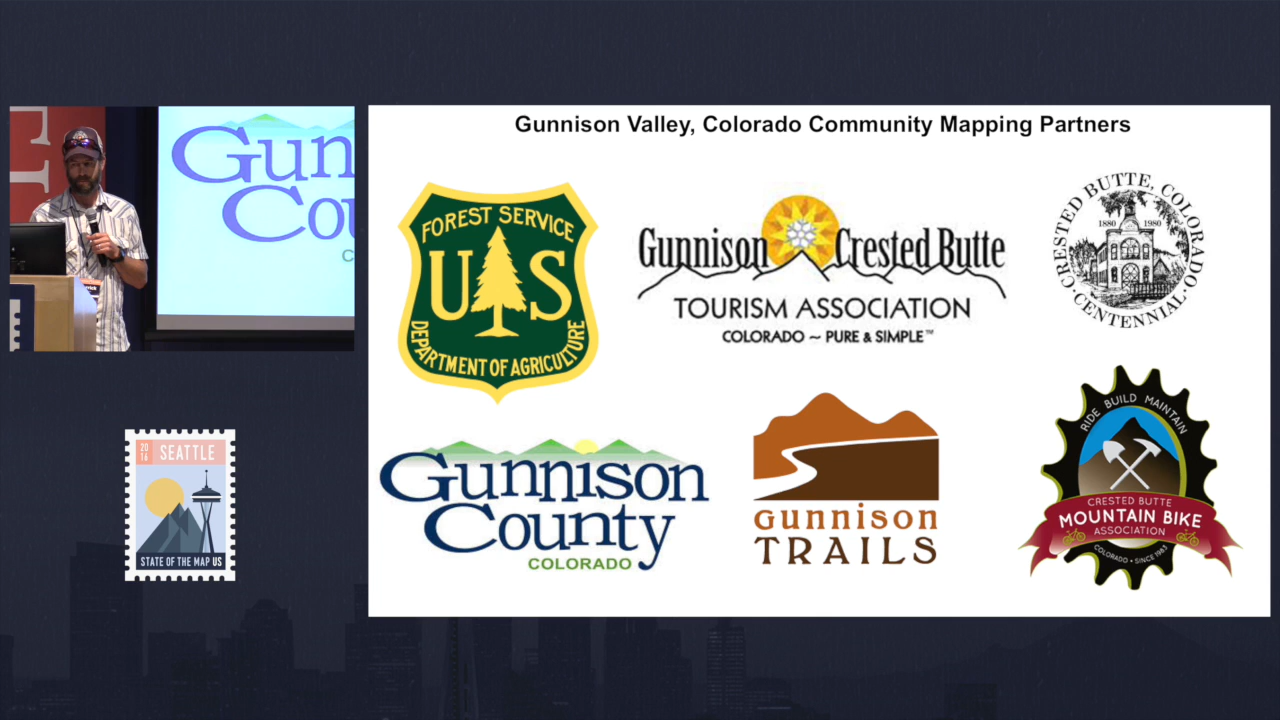 Gunnison Valley, Colorado Community Mapping Partners
FOREST SERVICE
U S
DEPARTMENT OF AGRICULTURE
Gunnison Crested Butte
TOURISM ASSOCIATION
COLORADO ~ PURE & SIMPLE™
CRESTED BUTTE, COLORADO
1880 1980
CENTENNIAL
Gunnison
County
COLORADO
GUNNISON
TRAILS
RIDE BUILD MAINTAIN
CRESTED BUTTE
MOUNTAIN BIKE
ASSOCIATION
COLORADO • SINCE 1983
Gun
Cou
C
2016
SEATTLE
STATE OF THE MAP US